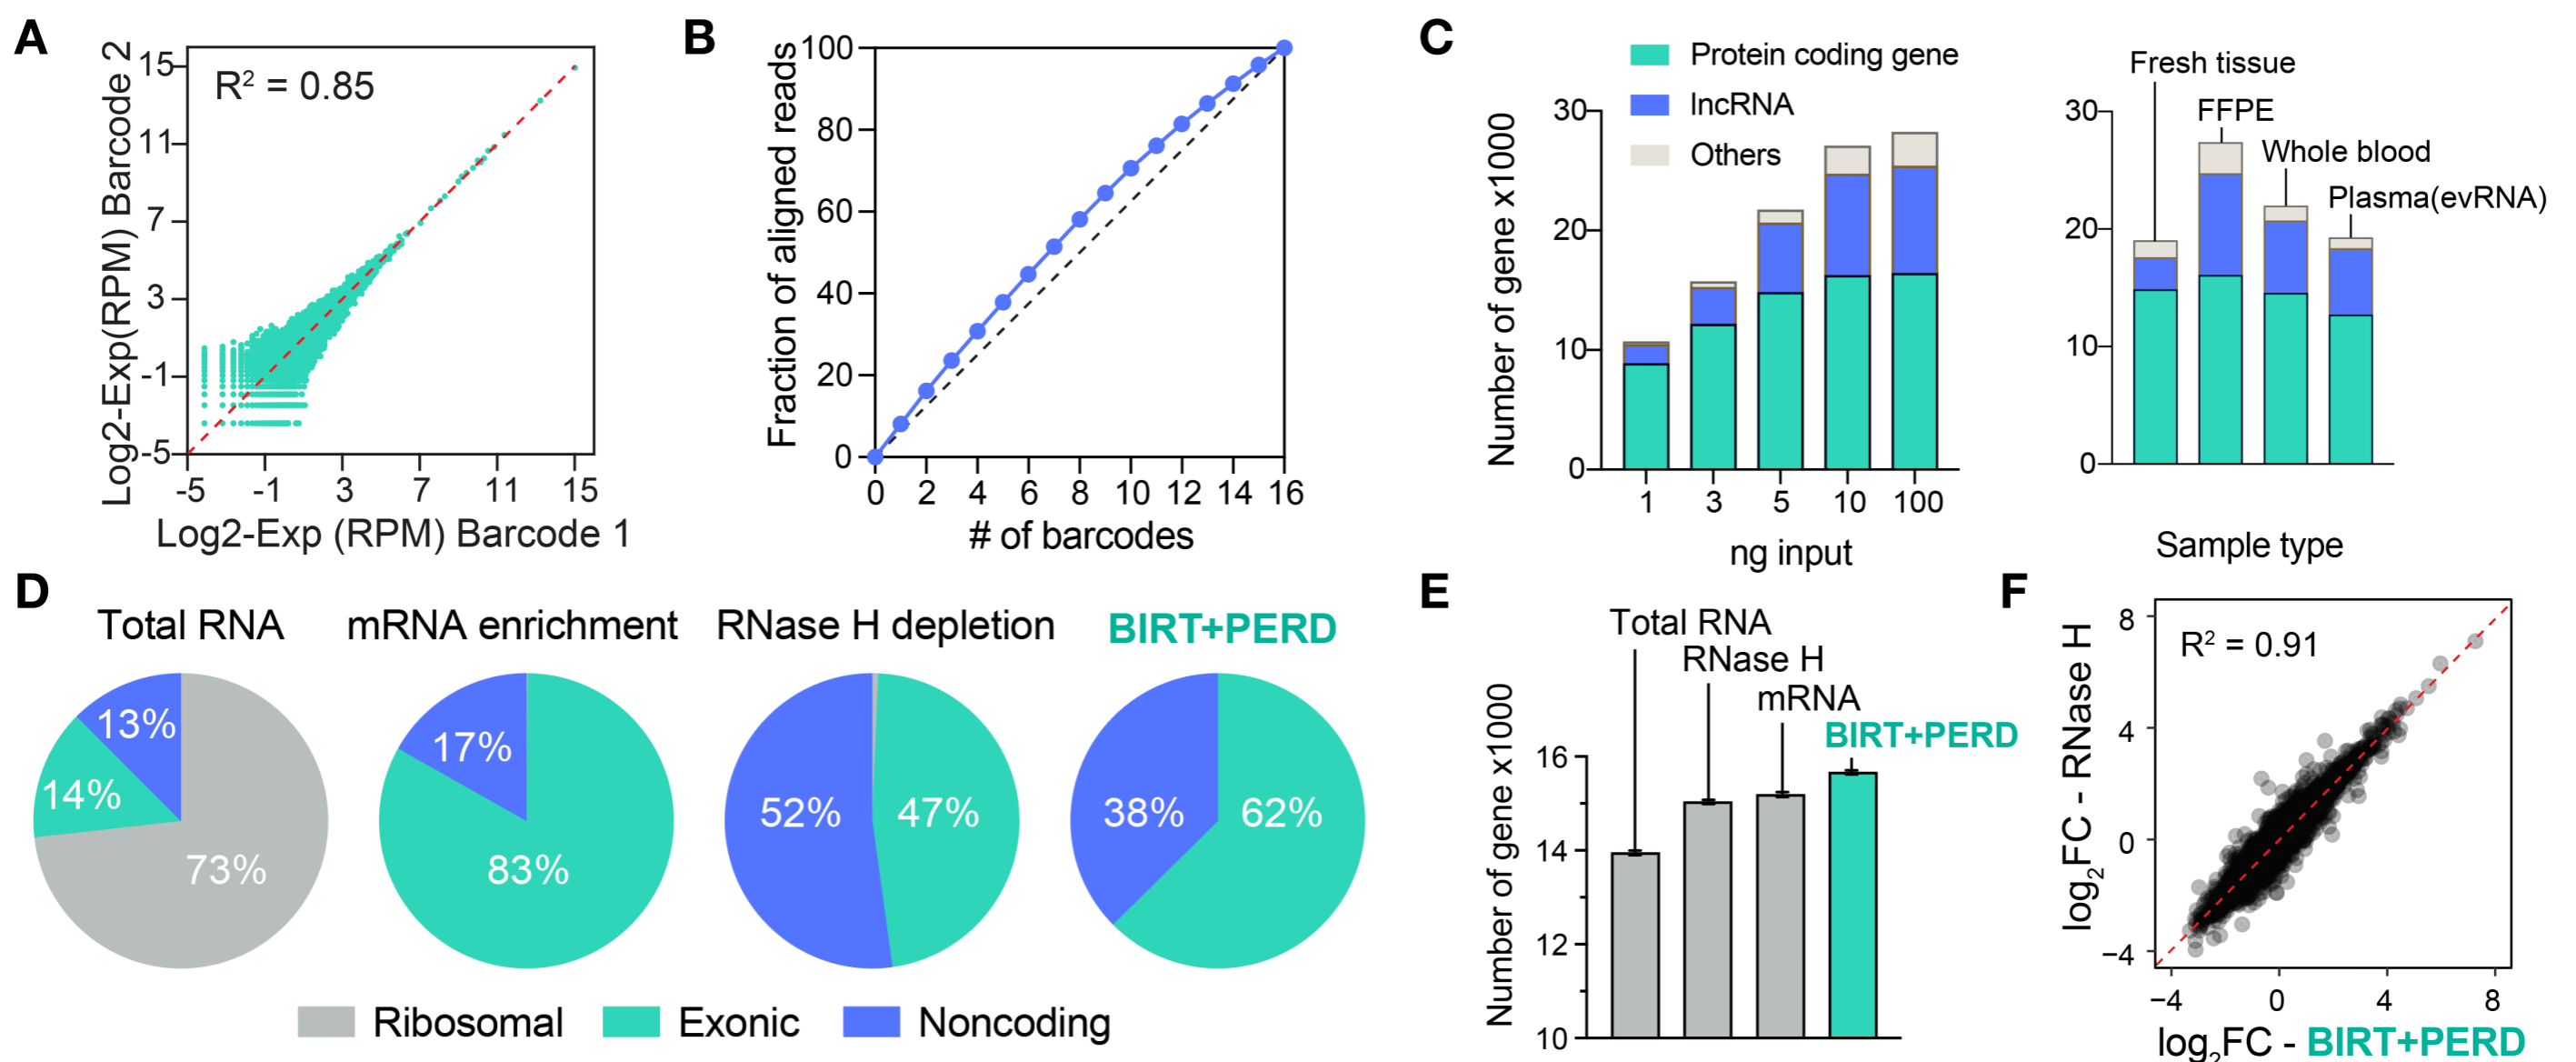 A
Log2-Exp(RPM) Barcode 2
15
11
7
3
-1
-5
R² = 0.85
-5 -1 3 7 11 15
Log2-Exp (RPM) Barcode 1
B
Fraction of aligned reads
100
80
60
40
20
0
0 2 4 6 8 10 12 14 16
# of barcodes
C
Protein coding gene
lncRNA
Others
Number of gene x1000
30
20
10
0
1 3 5 10 100
ng input
Fresh tissue
FFPE
Whole blood
Plasma(evRNA)
30
20
10
0
Sample type
D
Total RNA
13%
14%
73%
mRNA enrichment
17%
83%
RNase H depletion
52%
47%
BIRT+PERD
38%
62%
Ribosomal
Exonic
Noncoding
E
Total RNA
RNase H
mRNA
BIRT+PERD
Number of gene x1000
16
14
12
10
F
log₂FC - RNase H
8
4
0
−4
R² = 0.91
−4 0 4 8
log₂FC - BIRT+PERD